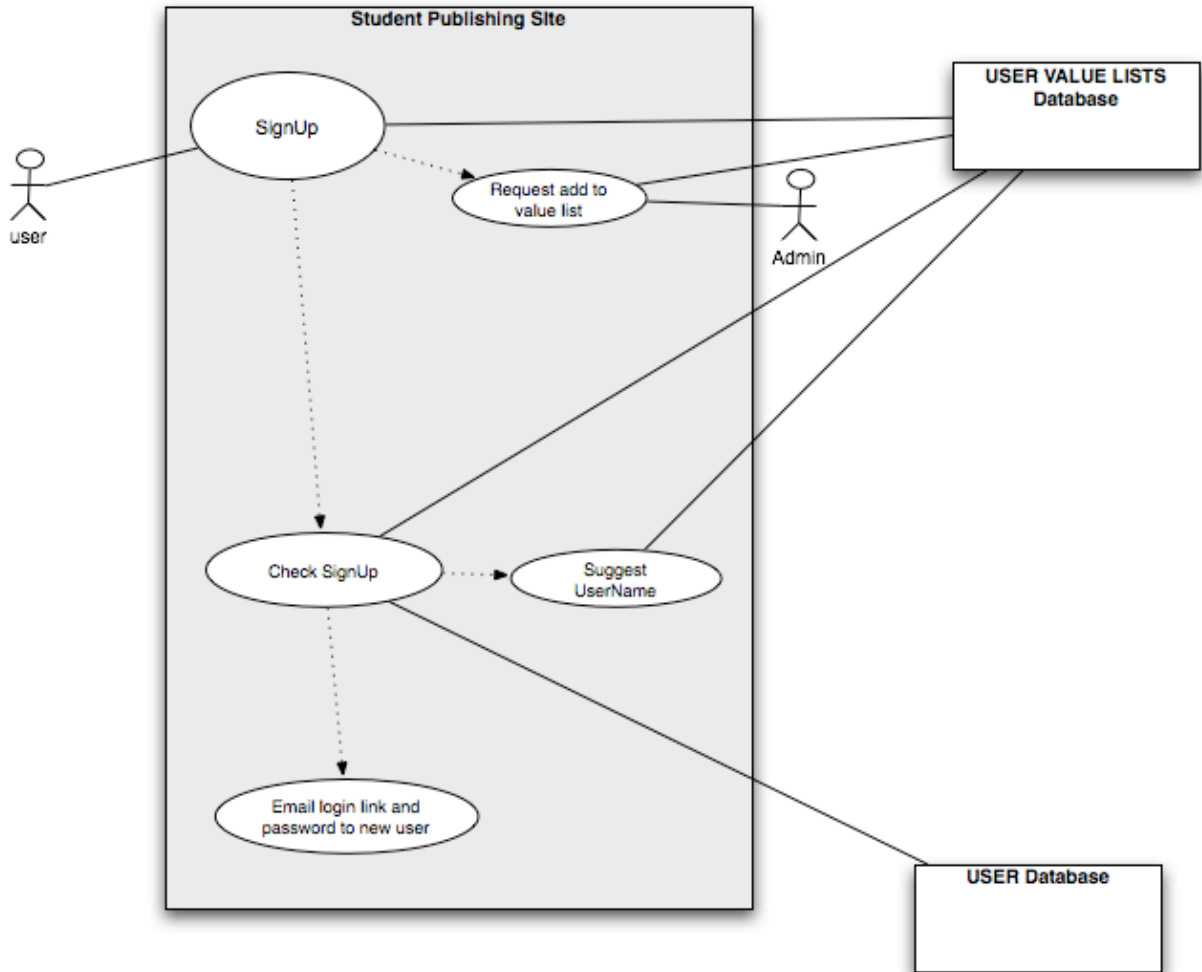 Student Publishing SIte
USER VALUE LISTS
Database
SignUp
user
Request add to
value list
Admin
Check SignUp
Suggest
UserName
Email login link and
password to new user
USER Database